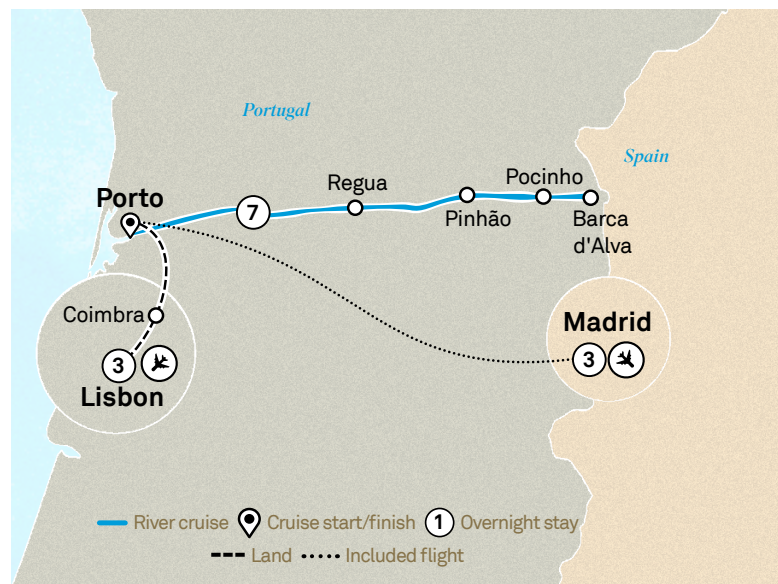 Portugal
Spain
Porto
7
Regua
Pinhão
Pocinho
Barca
d'Alva
Coimbra
3
Lisbon
Madrid
3
River cruise
Cruise start/finish
1
Overnight stay
Land
Included flight